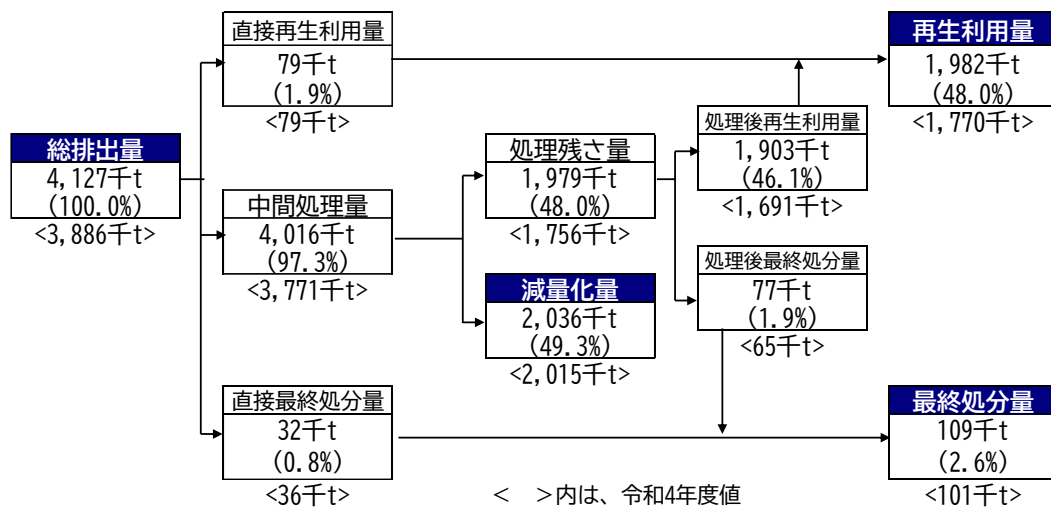 直接再生利用量
79千t
(1.9%)
<79千t>
再生利用量
1,982千t
(48.0%)
<1,770千t>
総排出量
4,127千t
(100.0%)
<3,886千t>
中間処理量
4,016千t
(97.3%)
<3,771千t>
処理残さ量
1,979千t
(48.0%)
<1,756千t>
処理後再生利用量
1,903千t
(46.1%)
<1,691千t>
減量化量
2,036千t
(49.3%)
<2,015千t>
処理後最終処分量
77千t
(1.9%)
<65千t>
直接最終処分量
32千t
(0.8%)
<36千t>
最終処分量
109千t
(2.6%)
<101千t>
<　>内は、令和4年度値